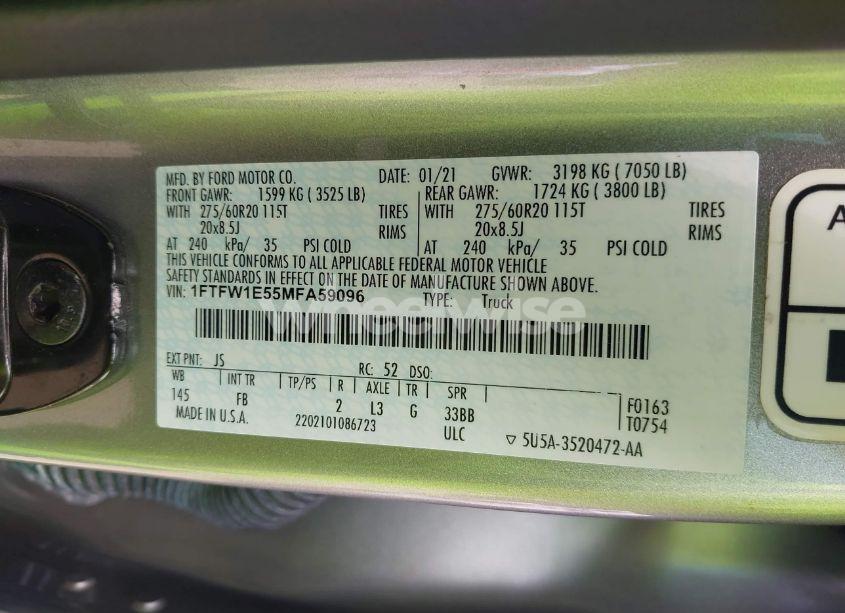 MFD. BY FORD MOTOR CO. DATE: 01/21 GVWR: 3198 KG ( 7050 LB)
FRONT GAWR: 1599 KG ( 3525 LB) REAR GAWR: 1724 KG ( 3800 LB)
WITH 275/60R20 115T TIRES WITH 275/60R20 115T TIRES
20x8.5J RIMS 20x8.5J RIMS
AT 240 kPa/ 35 PSI COLD AT 240 kPa/ 35 PSI COLD
THIS VEHICLE CONFORMS TO ALL APPLICABLE FEDERAL MOTOR VEHICLE
SAFETY STANDARDS IN EFFECT ON THE DATE OF MANUFACTURE SHOWN ABOVE.
VIN: 1FTFW1E55MFA59096 TYPE: Truck
wheelwise
EXT PNT: JS RC: 52 DSO:
WB INT TR TP/PS R AXLE TR SPR
145 FB 2 L3 G 33BB F0163
MADE IN U.S.A. 2202101086723 ULC T0754
▽ 5U5A-3520472-AA
A